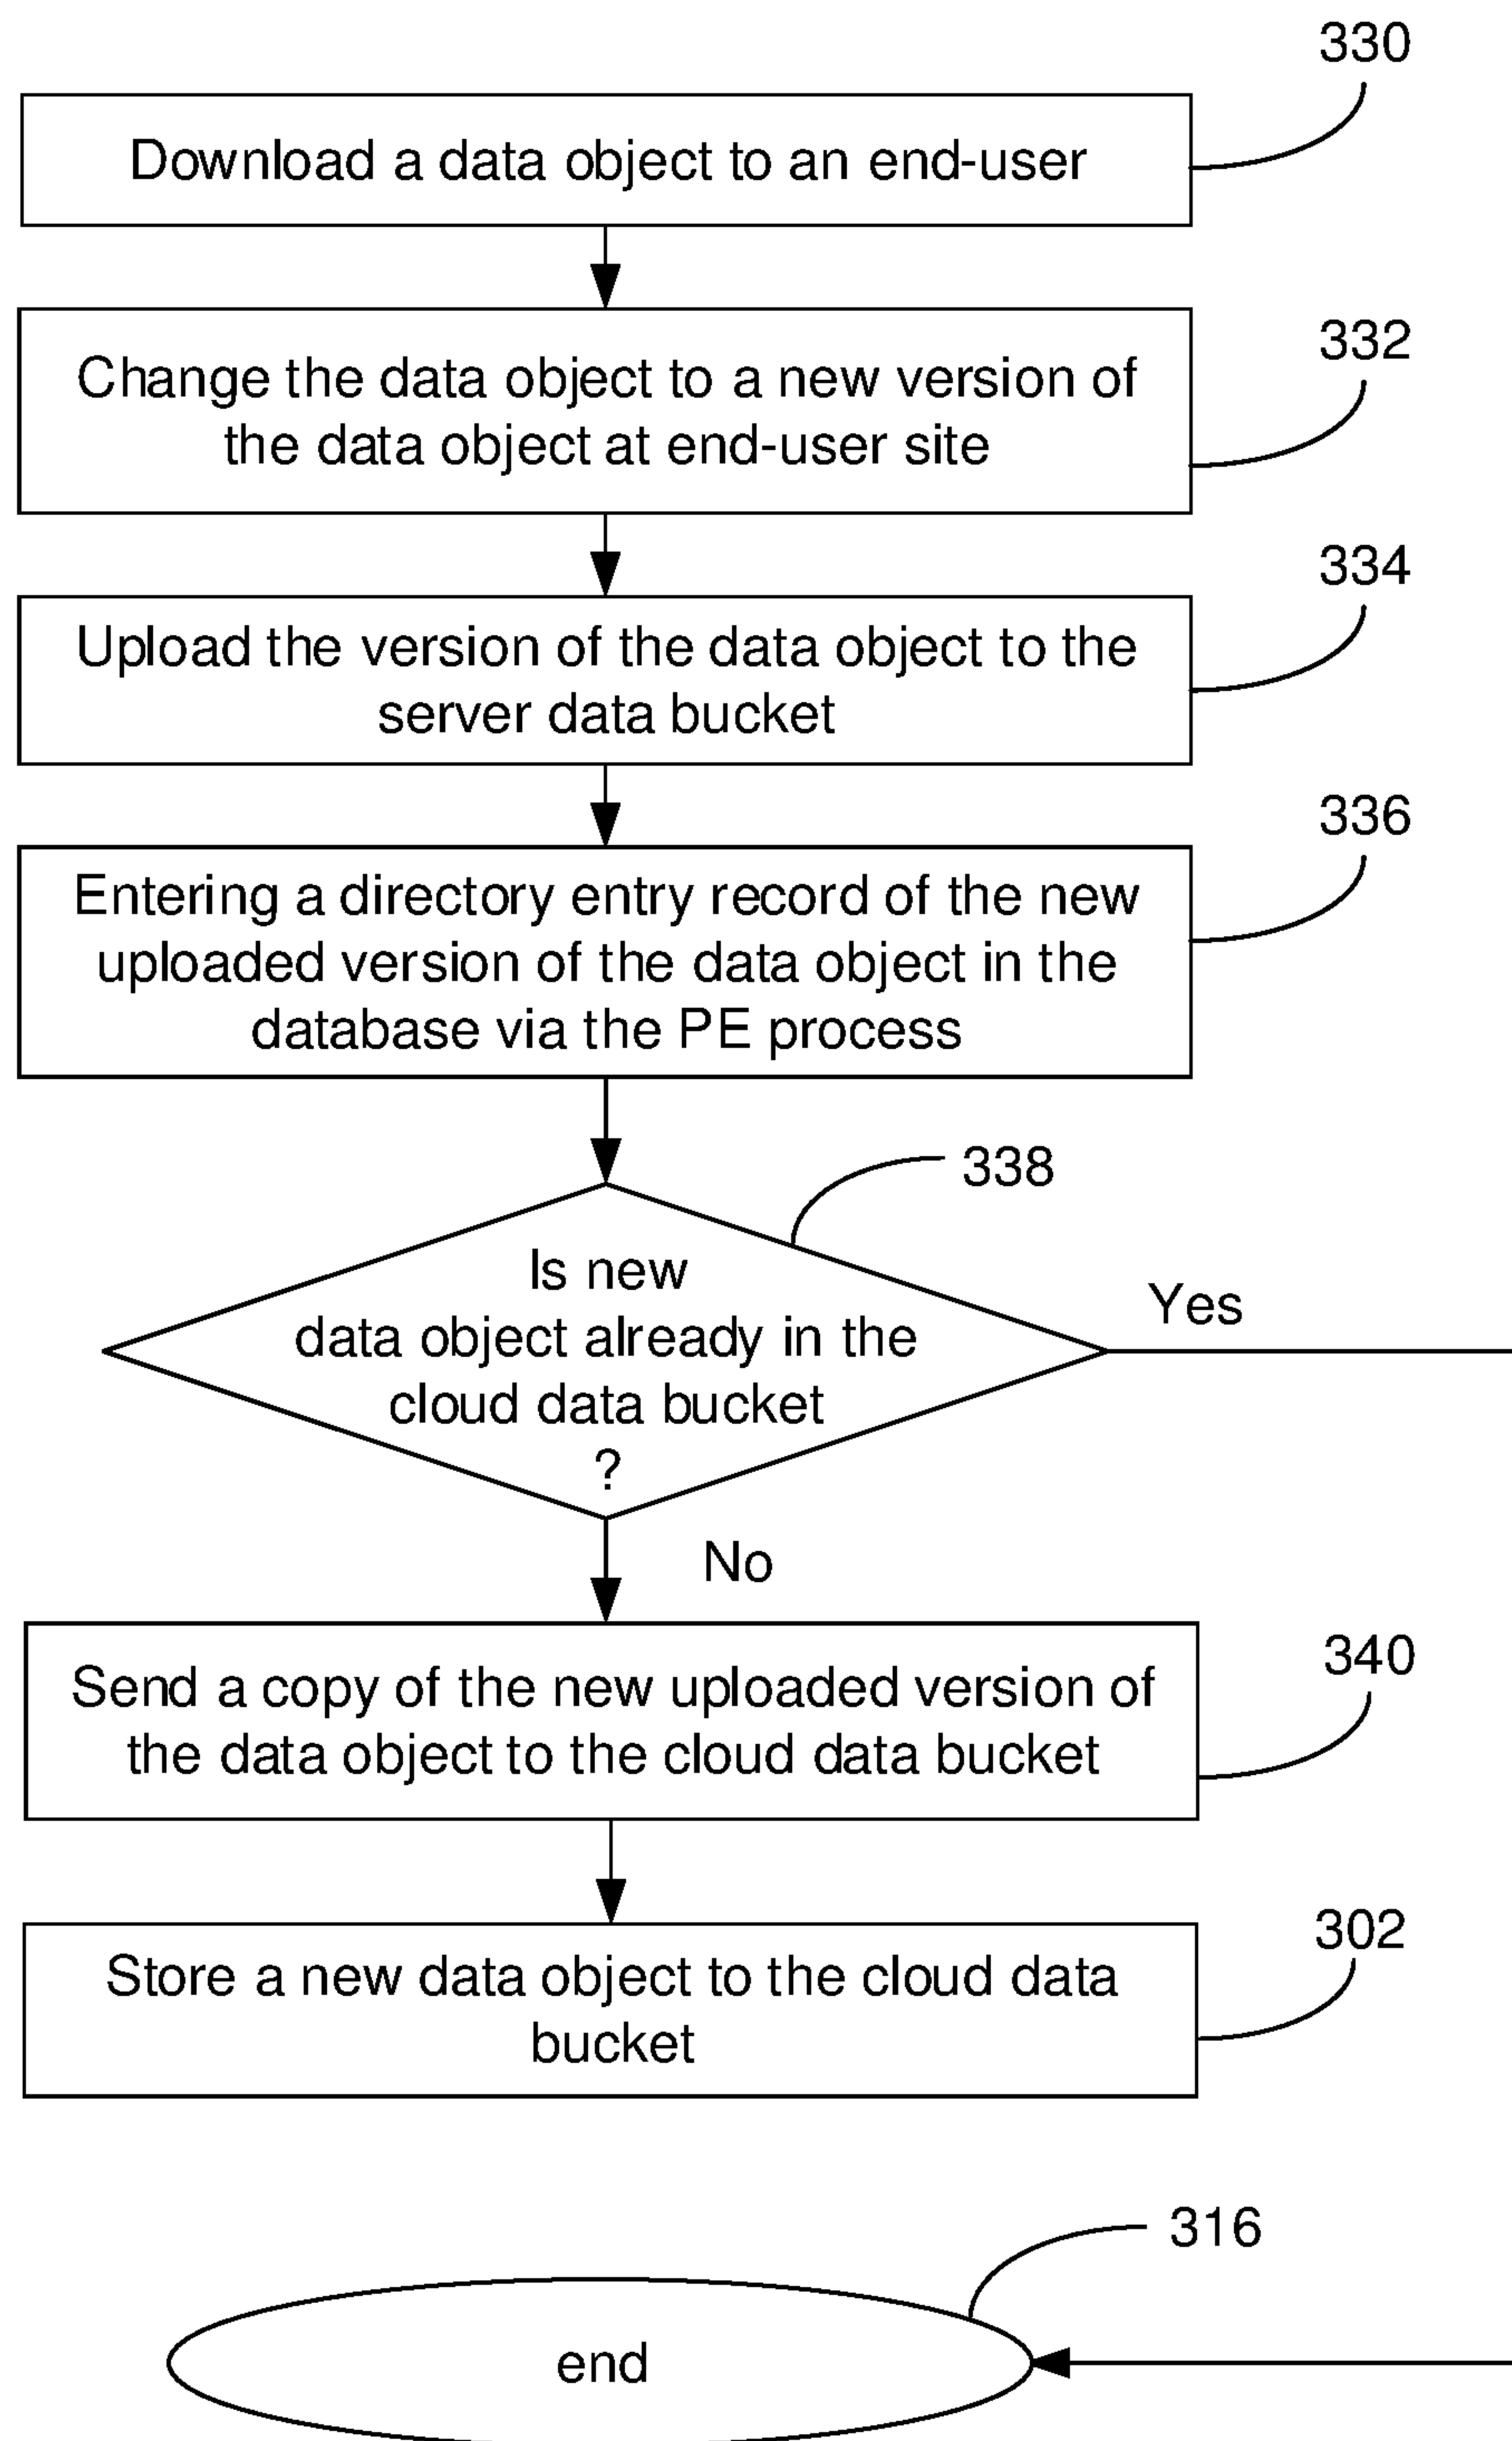 330
Download a data object to an end-user
332
Change the data object to a new version of
the data object at end-user site
334
Upload the version of the data object to the
server data bucket
336
Entering a directory entry record of the new
uploaded version of the data object in the
database via the PE process
338
Is new
data object already in the
cloud data bucket
?
Yes
No
340
Send a copy of the new uploaded version of
the data object to the cloud data bucket
302
Store a new data object to the cloud data
bucket
316
end